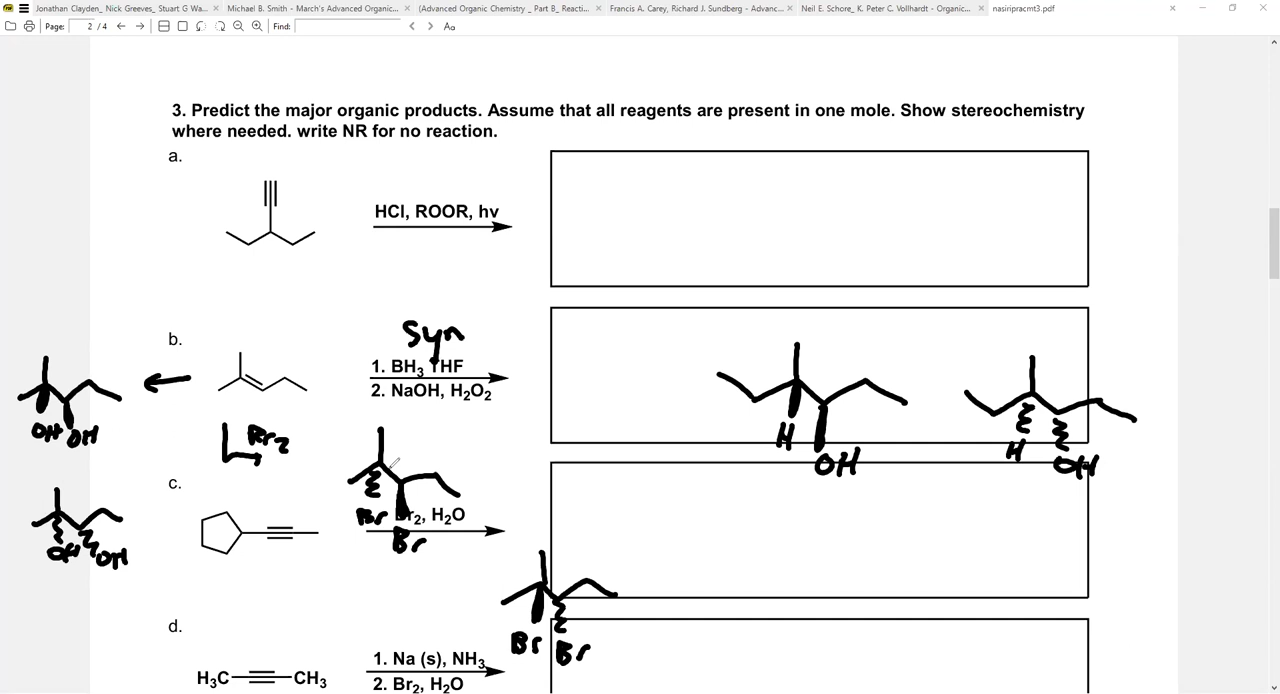 Jonathan Clayden_ Nick Greeves_ Stuart G Wa...
Michael B. Smith - March's Advanced Organic...
(Advanced Organic Chemistry _ Part B_ Reacti...
Francis A. Carey, Richard J. Sundberg - Advanc...
Neil E. Schore_ K. Peter C. Vollhardt - Organic...
nasiripracmt3.pdf
Page: 2 / 4 Find: Aa
3. Predict the major organic products. Assume that all reagents are present in one mole. Show stereochemistry
where needed. write NR for no reaction.
a.
HCl, ROOR, hv
b.
Syn
1. BH3 THF
2. NaOH, H2O2
OH OH
H
OH
H
OH
Br2
c.
Br
Br2, H2O
Br
OH OH
d.
Br Br
H3C CH3
1. Na (s), NH3
2. Br2, H2O